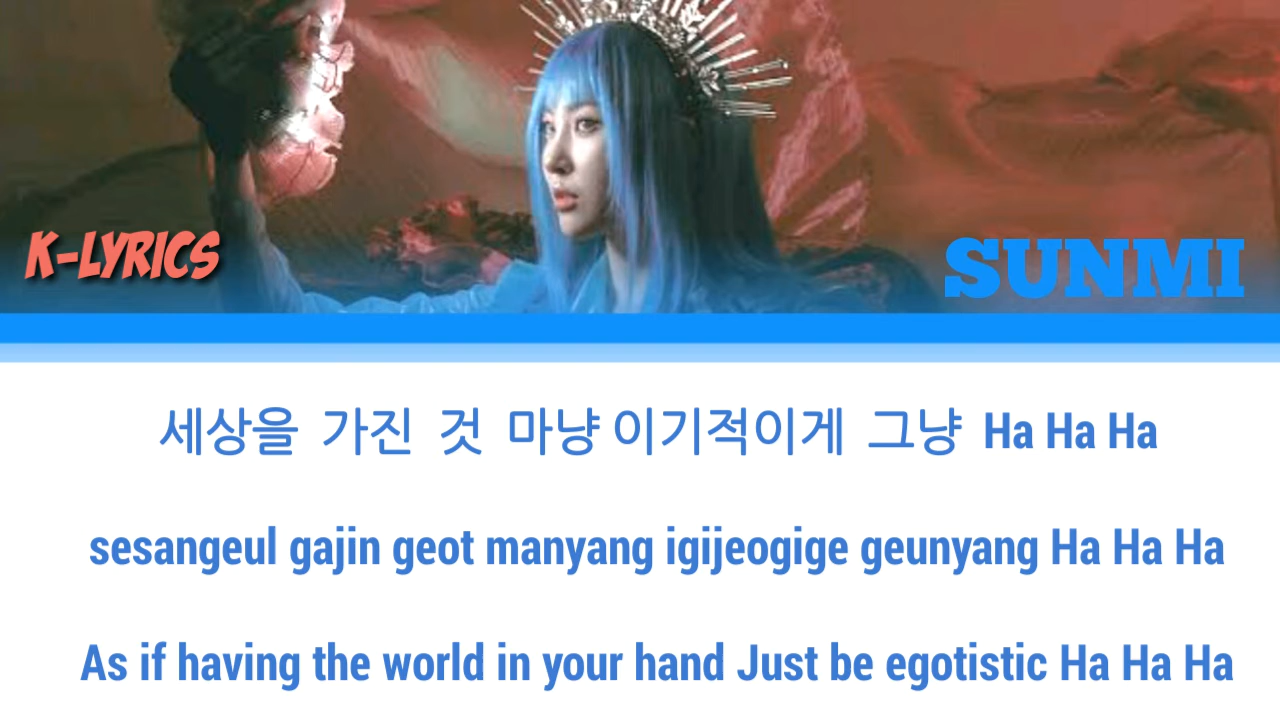 K-LYRICS
SUNMI
세상을 가진 것 마냥 이기적이게 그냥 Ha Ha Ha
sesangeul gajin geot manyang igijeogige geunyang Ha Ha Ha
As if having the world in your hand Just be egotistic Ha Ha Ha